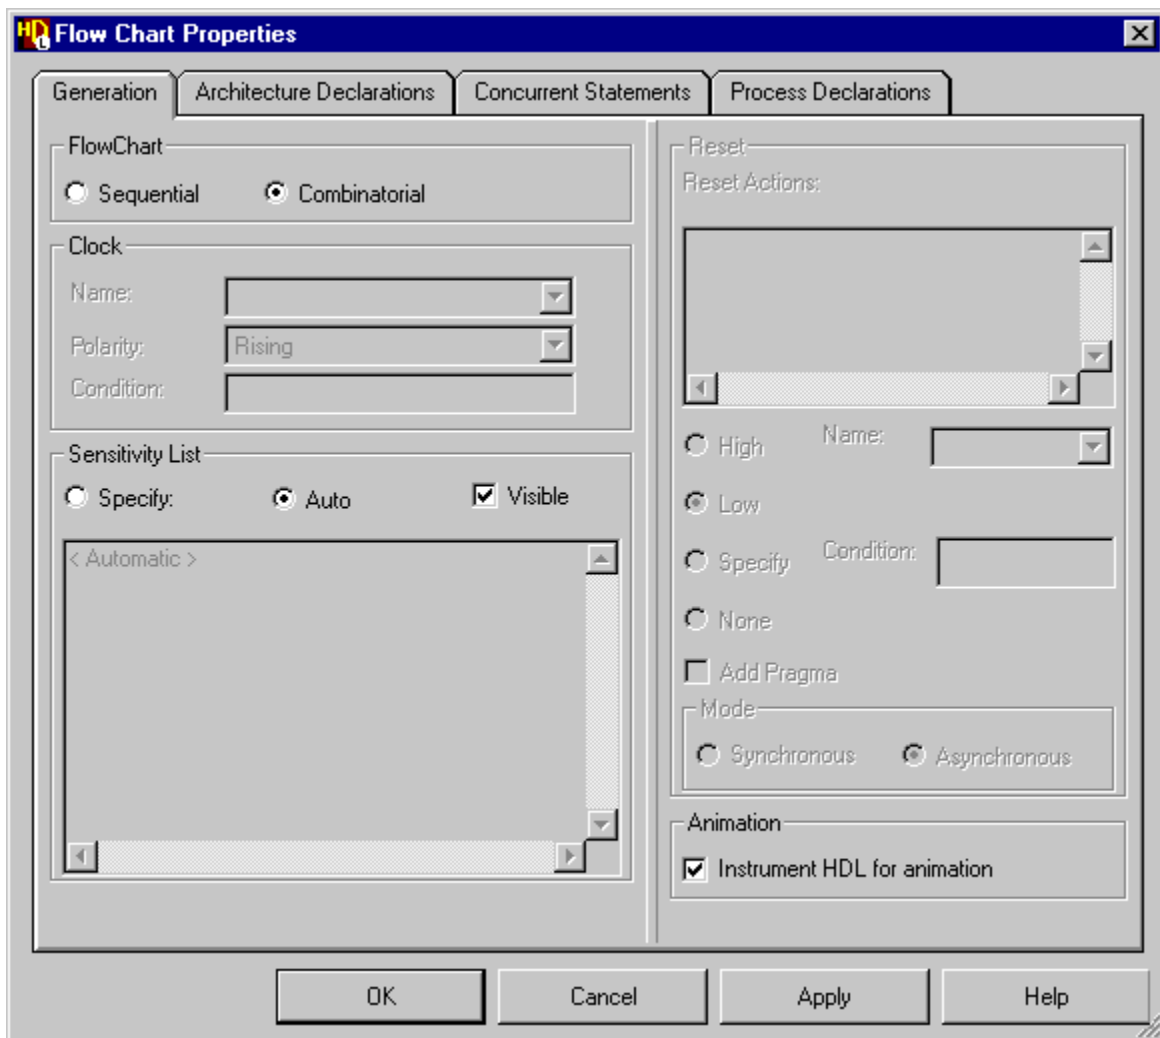 HDL Flow Chart Properties
Generation Architecture Declarations Concurrent Statements Process Declarations
FlowChart
Sequential Combinatorial
Clock
Name:
Polarity: Rising
Condition:
Sensitivity List
Specify: Auto Visible
< Automatic >
Reset
Reset Actions:
High Name:
Low
Specify Condition:
None
Add Pragma
Mode
Synchronous Asynchronous
Animation
Instrument HDL for animation
OK Cancel Apply Help